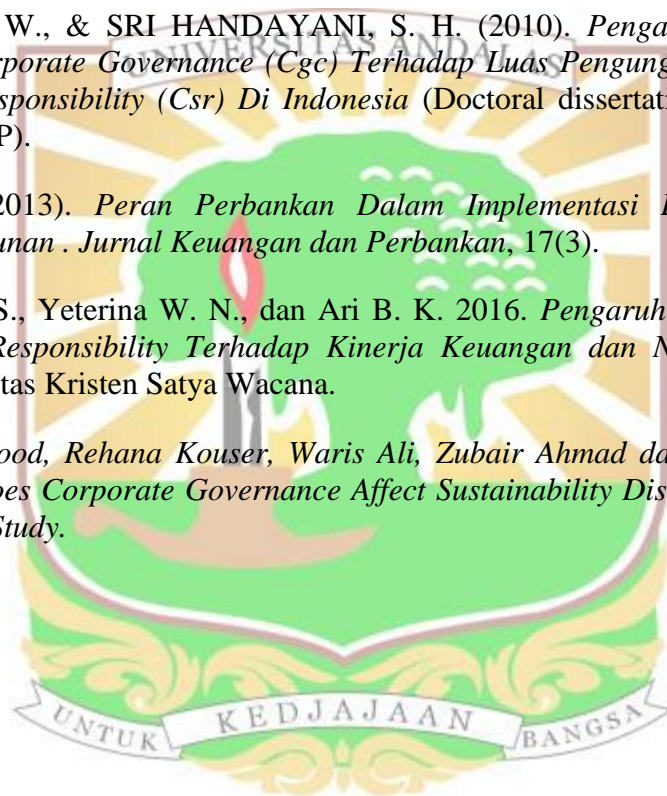 W., & SRI HANDAYANI, S. H. (2010). Penga
rporate Governance (Cgc) Terhadap Luas Pengung
sponsibility (Csr) Di Indonesia (Doctoral dissertati
P).
2013). Peran Perbankan Dalam Implementasi
unan . Jurnal Keuangan dan Perbankan, 17(3).
S., Yeterina W. N., dan Ari B. K. 2016. Pengaruh
Responsibility Terhadap Kinerja Keuangan dan N
tas Kristen Satya Wacana.
ood, Rehana Kouser, Waris Ali, Zubair Ahmad da
oes Corporate Governance Affect Sustainability Dis
Study.
UNIVERSITAS ANDALAS
UNTUK KEDJAJAAN BANGSA